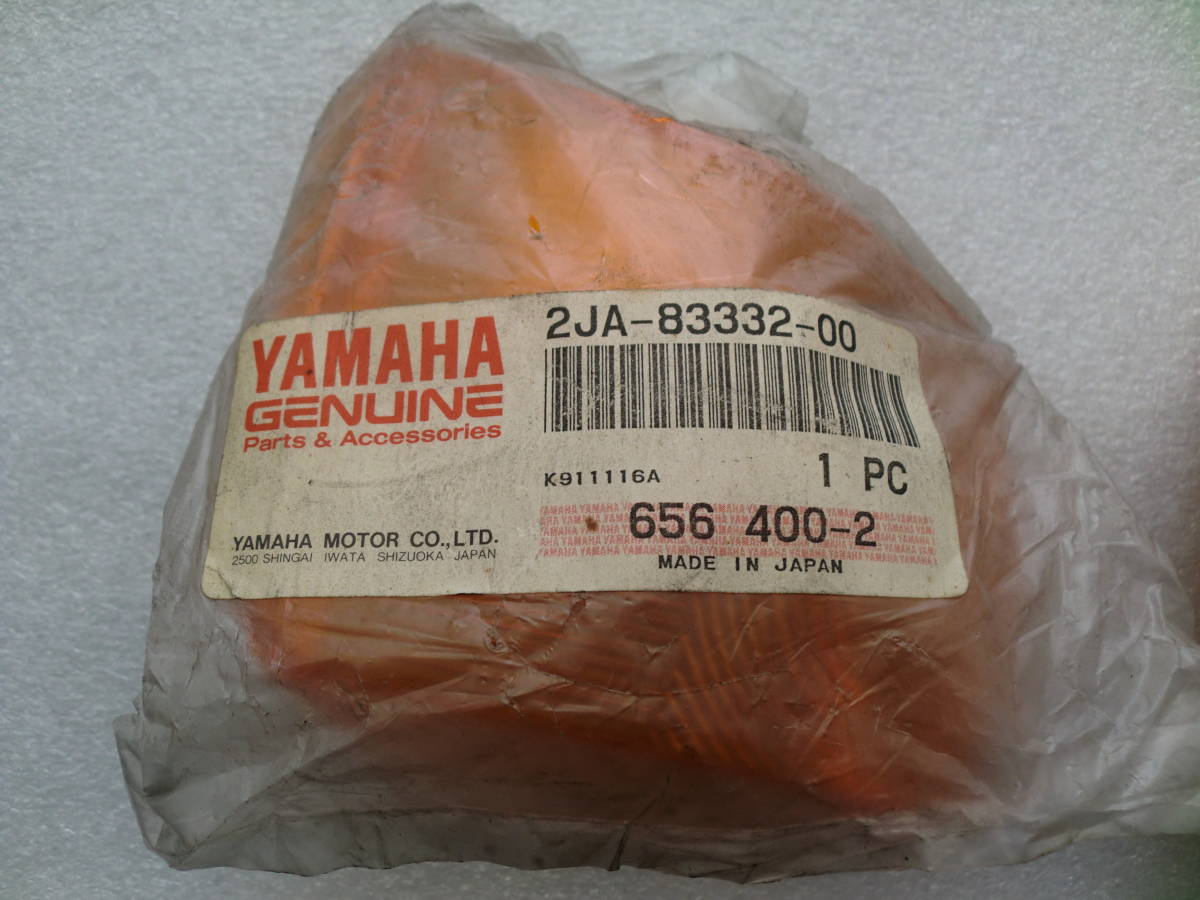 YAMAHA
GENUINE
Parts & Accessories
YAMAHA MOTOR CO.,LTD.
2500 SHINGAI IWATA SHIZUOKA JAPAN
2JA-83332-00
K911116A
1 PC
656 400-2
MADE IN JAPAN